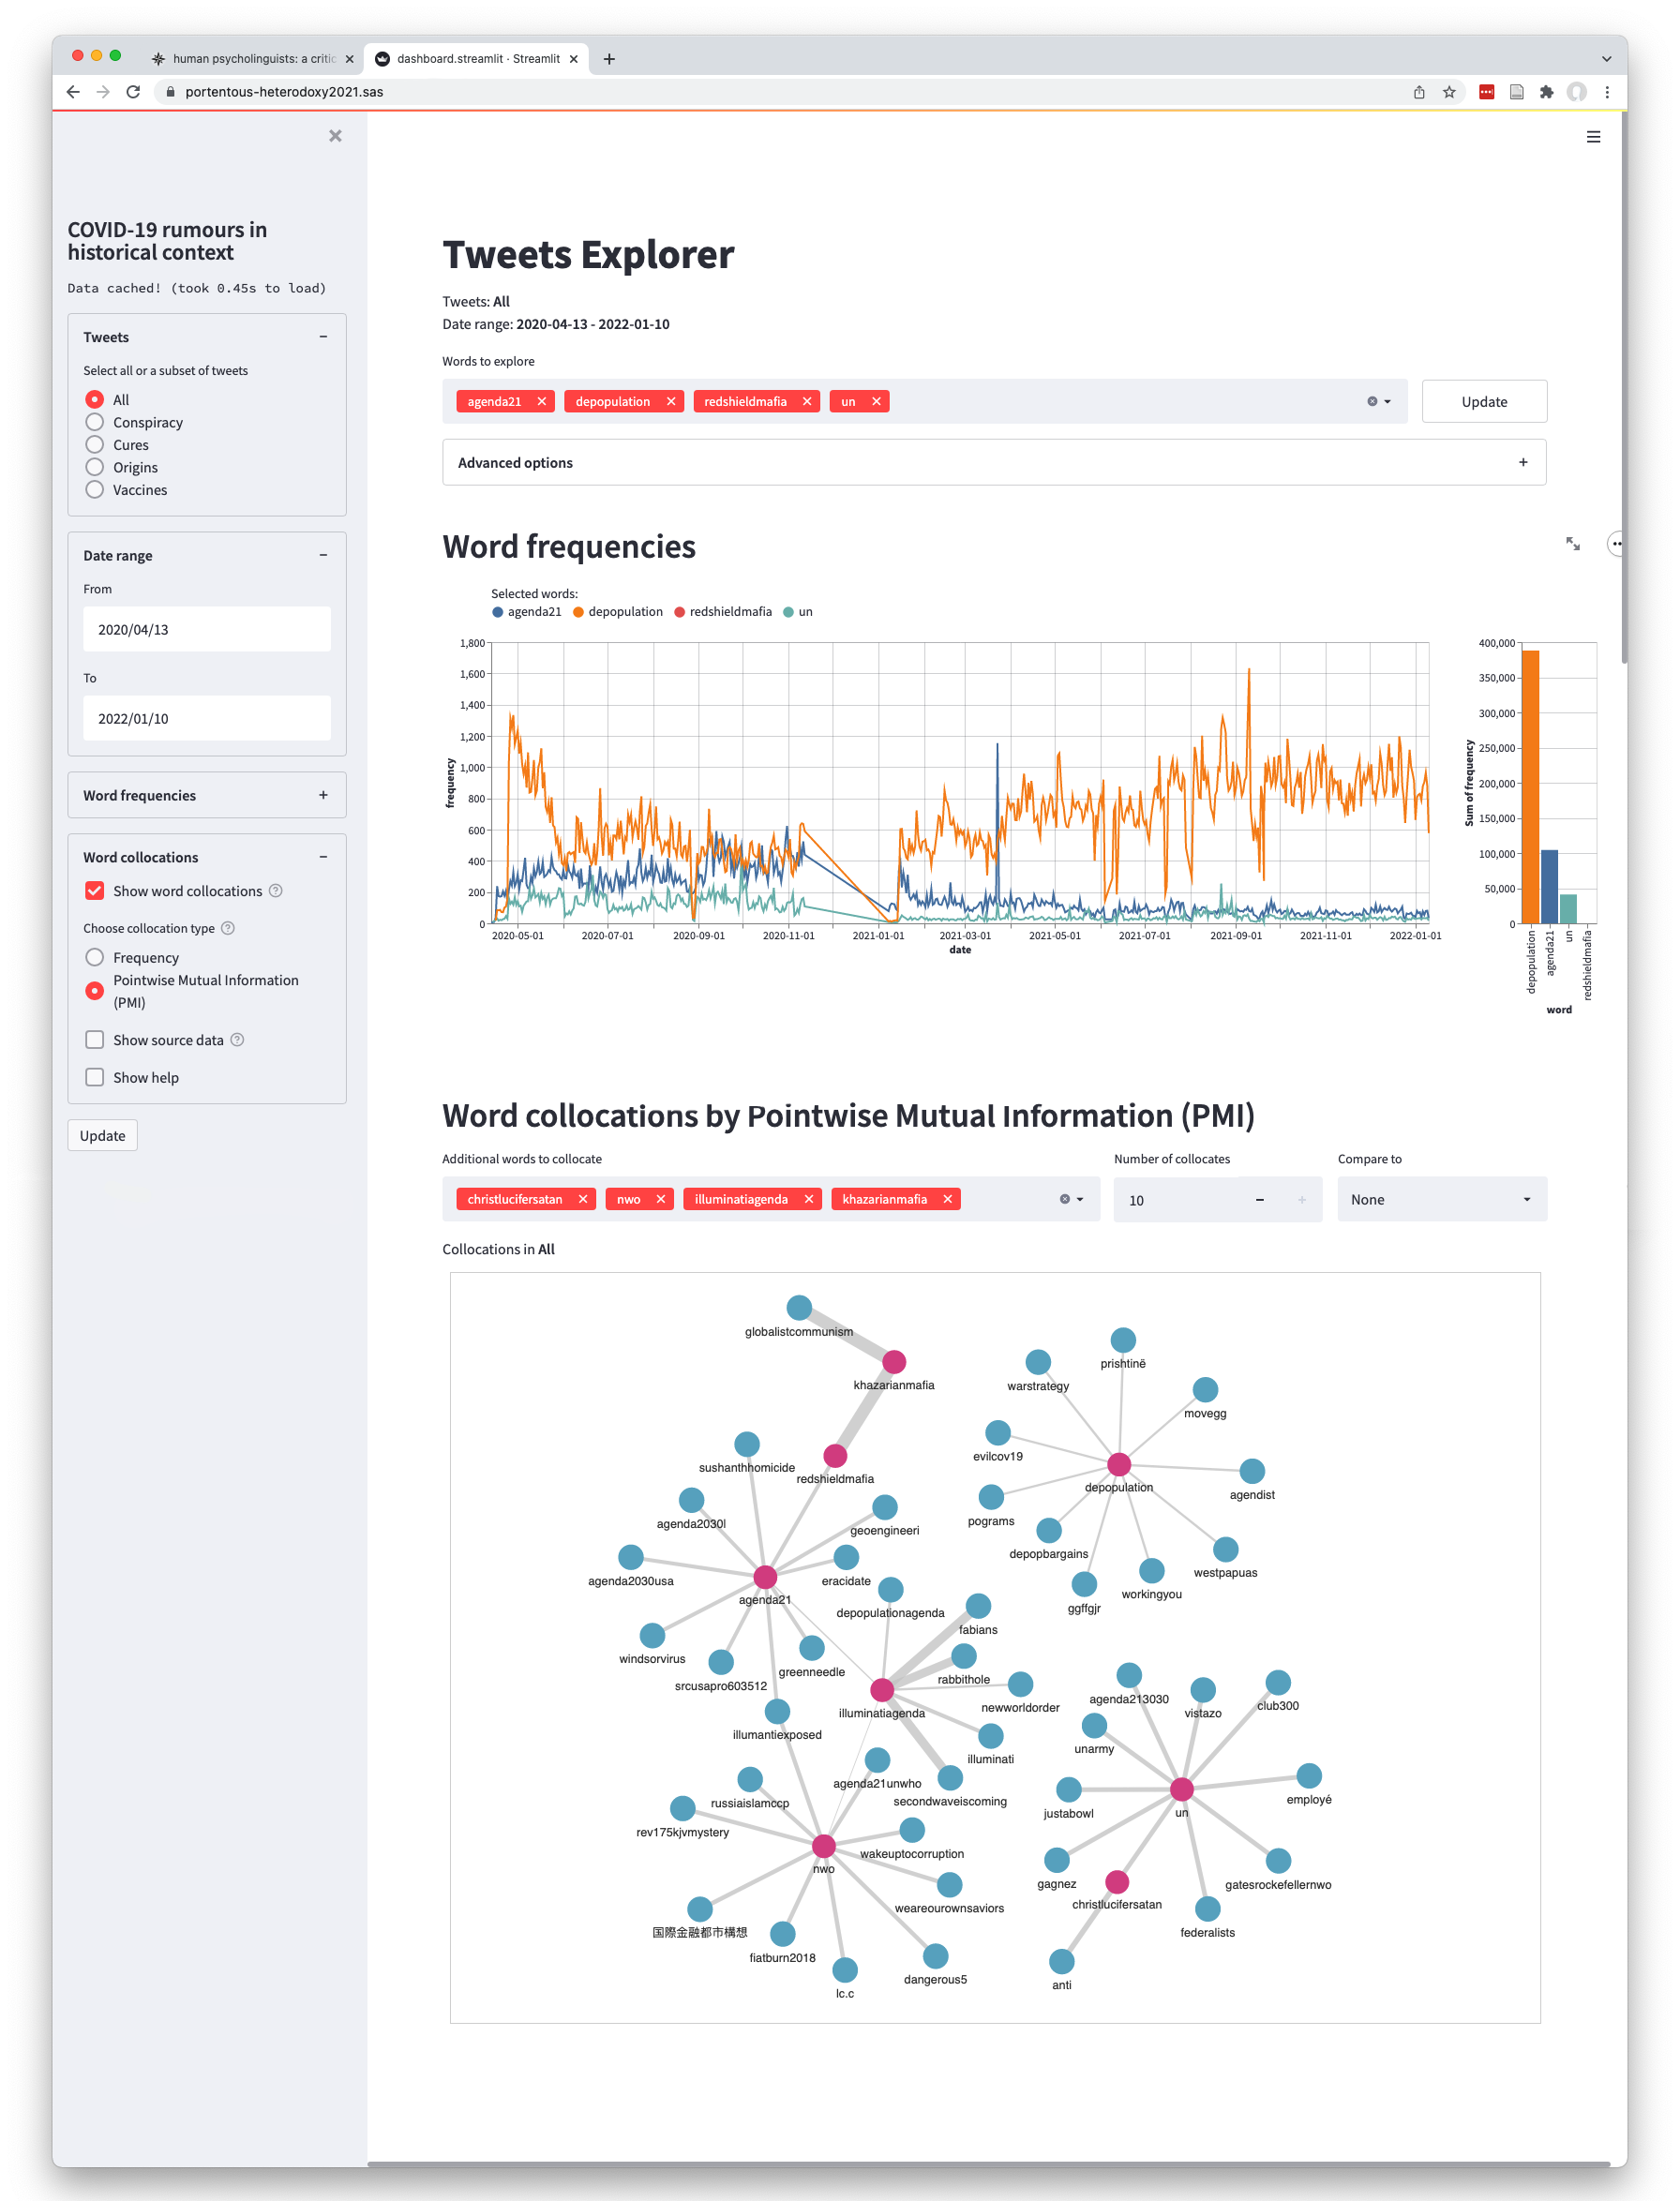 human psycholinguists: a critic
dashboard.streamlit · Streamlit
portentous-heterodoxy2021.sas
COVID-19 rumours in
historical context
Data cached! (took 0.45s to load)
Tweets
Select all or a subset of tweets
All
Conspiracy
Cures
Origins
Vaccines
Date range
From
2020/04/13
To
2022/01/10
Word frequencies
Word collocations
Show word collocations
Choose collocation type
Frequency
Pointwise Mutual Information
(PMI)
Show source data
Show help
Update
Tweets Explorer
Tweets: All
Date range: 2020-04-13 - 2022-01-10
Words to explore
agenda21 depopulation redshieldmafia un
Update
Advanced options
Word frequencies
Selected words:
agenda21 depopulation redshieldmafia un
1,800
1,600
1,400
1,200
1,000
800
600
400
200
0
frequency
2020-05-01 2020-07-01 2020-09-01 2020-11-01 2021-01-01 2021-03-01 2021-05-01 2021-07-01 2021-09-01 2021-11-01 2022-01-01
date
400,000
350,000
300,000
250,000
200,000
150,000
100,000
50,000
0
Sum of frequency
depopulation
agenda21
un
redshieldmafia
word
Word collocations by Pointwise Mutual Information (PMI)
Additional words to collocate
christlucifersatan nwo illuminatiagenda khazarianmafia
Number of collocates
10
Compare to
None
Collocations in All
globalistcommunism
khazarianmafia
prishtinë
warstrategy
movegg
evilcov19
sushanthhomicide
redshieldmafia
depopulation
agendist
agenda2030l
geoengineeri
pograms
depopbargains
agenda2030usa
eracidate
westpapuas
agenda21
workingyou
ggffgjr
depopulationagenda
fabians
windsorvirus
greenneedle
rabbithole
srcusapro603512
newworldorder
illuminatiagenda
agenda213030
vistazo
club300
illumantiexposed
illuminati
unarmy
agenda21unwho
secondwaveiscoming
russiaislamccp
justabowl
un
employé
rev175kjvmystery
wakeuptocorruption
nwo
gagnez
gatesrockefellernwo
weareourownsaviors
christlucifersatan
国際金融都市構想
federalists
fiatburn2018
dangerous5
anti
lc.c